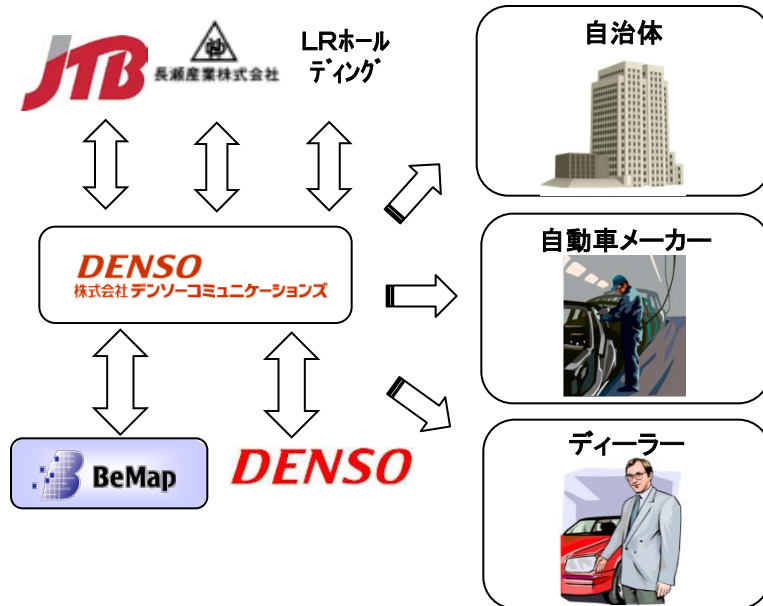 JTB
長瀬産業株式会社
LRホール
ディング
自治体
自動車メーカー
DENSO
株式会社デンソーコミュニケーションズ
BeMap
DENSO
ディーラー